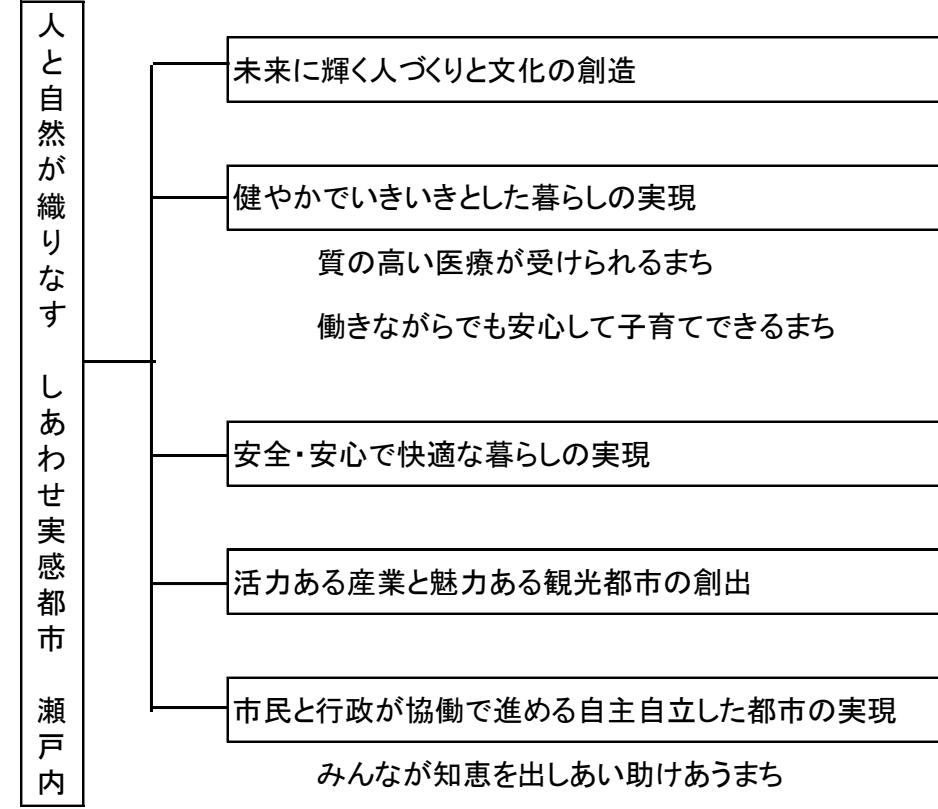 人と自然が織りなす　しあわせ実感都市　瀬戸内
未来に輝く人づくりと文化の創造
健やかでいきいきとした暮らしの実現
質の高い医療が受けられるまち
働きながらでも安心して子育てできるまち
安全・安心で快適な暮らしの実現
活力ある産業と魅力ある観光都市の創出
市民と行政が協働で進める自主自立した都市の実現
みんなが知恵を出しあい助けあうまち